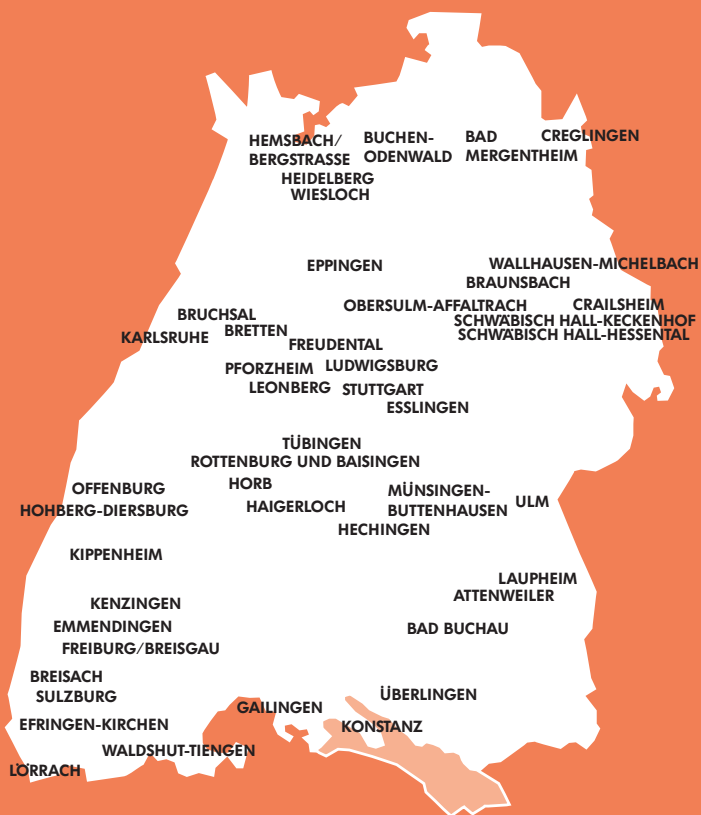 HEMSBACH/
BERGSTRASSE
BUCHEN-
ODENWALD
BAD
MERGENTHEIM
CREGLINGEN
HEIDELBERG
WIESLOCH
EPPINGEN
WALLHAUSEN-MICHELBACH
BRAUNSBACH
OBERSULM-AFFALTRACH
CRAILSHEIM
SCHWÄBISCH HALL-KECKENHOF
SCHWÄBISCH HALL-HESSENTAL
BRUCHSAL
KARLSRUHE
BRETTEN
FREUDENTAL
PFORZHEIM
LUDWIGSBURG
LEONBERG
STUTTGART
ESSLINGEN
TÜBINGEN
ROTTENBURG UND BAISINGEN
OFFENBURG
HORB
HOHBERG-DIERSBURG
HAIGERLOCH
MÜNSINGEN-
BUTTENHAUSEN
ULM
HECHINGEN
KIPPENHEIM
LAUPHEIM
ATTENWEILER
KENZINGEN
EMMENDINGEN
BAD BUCHAU
FREIBURG/BREISGAU
BREISACH
SULZBURG
ÜBERLINGEN
GAILINGEN
EFRINGEN-KIRCHEN
KONSTANZ
WALDSHUT-TIENGEN
LÖRRACH